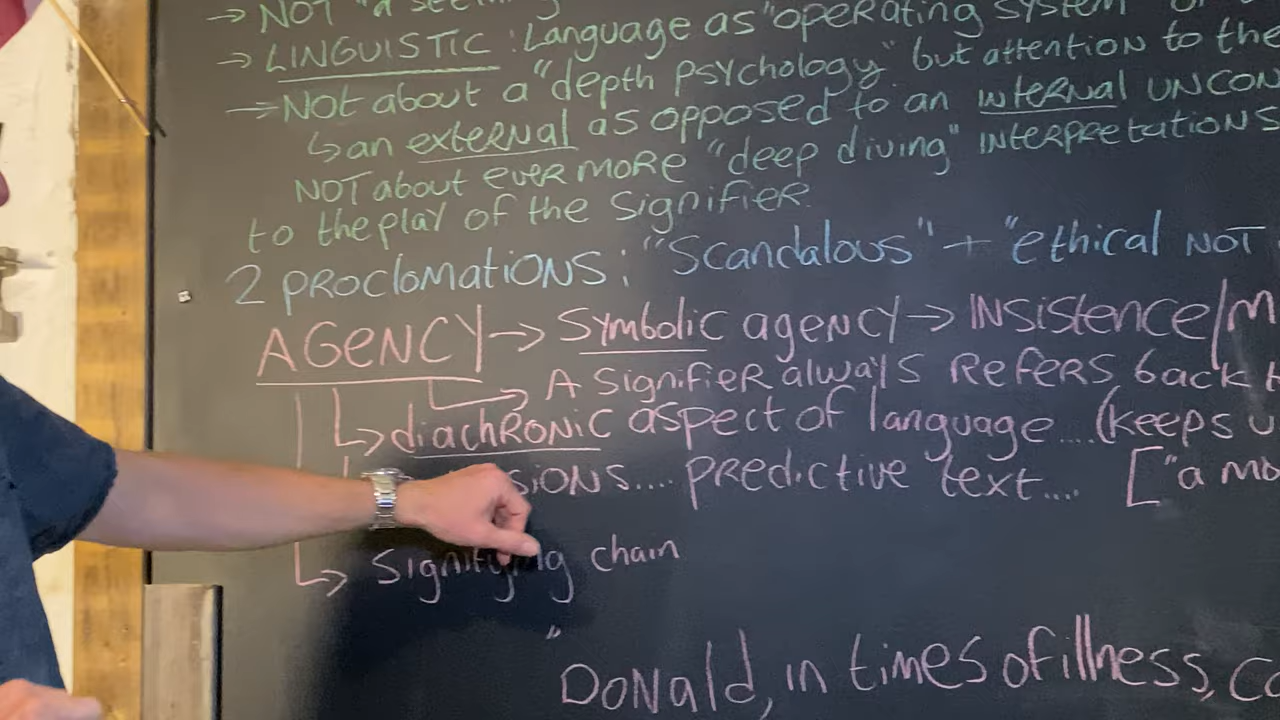 → NOT "a seeming
→ LINGUISTIC : Language as "operating system"
→ NOT about a "depth psychology" but attention to the
↳ an external as opposed to an internal UNCON
NOT about ever more "deep diving" INterpretations
to the play of the Signifier.
2 proclomations : "Scandalous" + "ethical NOT
AGENCY → Symbolic agency → INSistence/M
→ A Signifier always Refers back
↳ diachRONic aspect of language .... (keeps u
sions.... predictive text.... ["a mo
↳ Signifying chain
"
DONald, in times of illness, Co